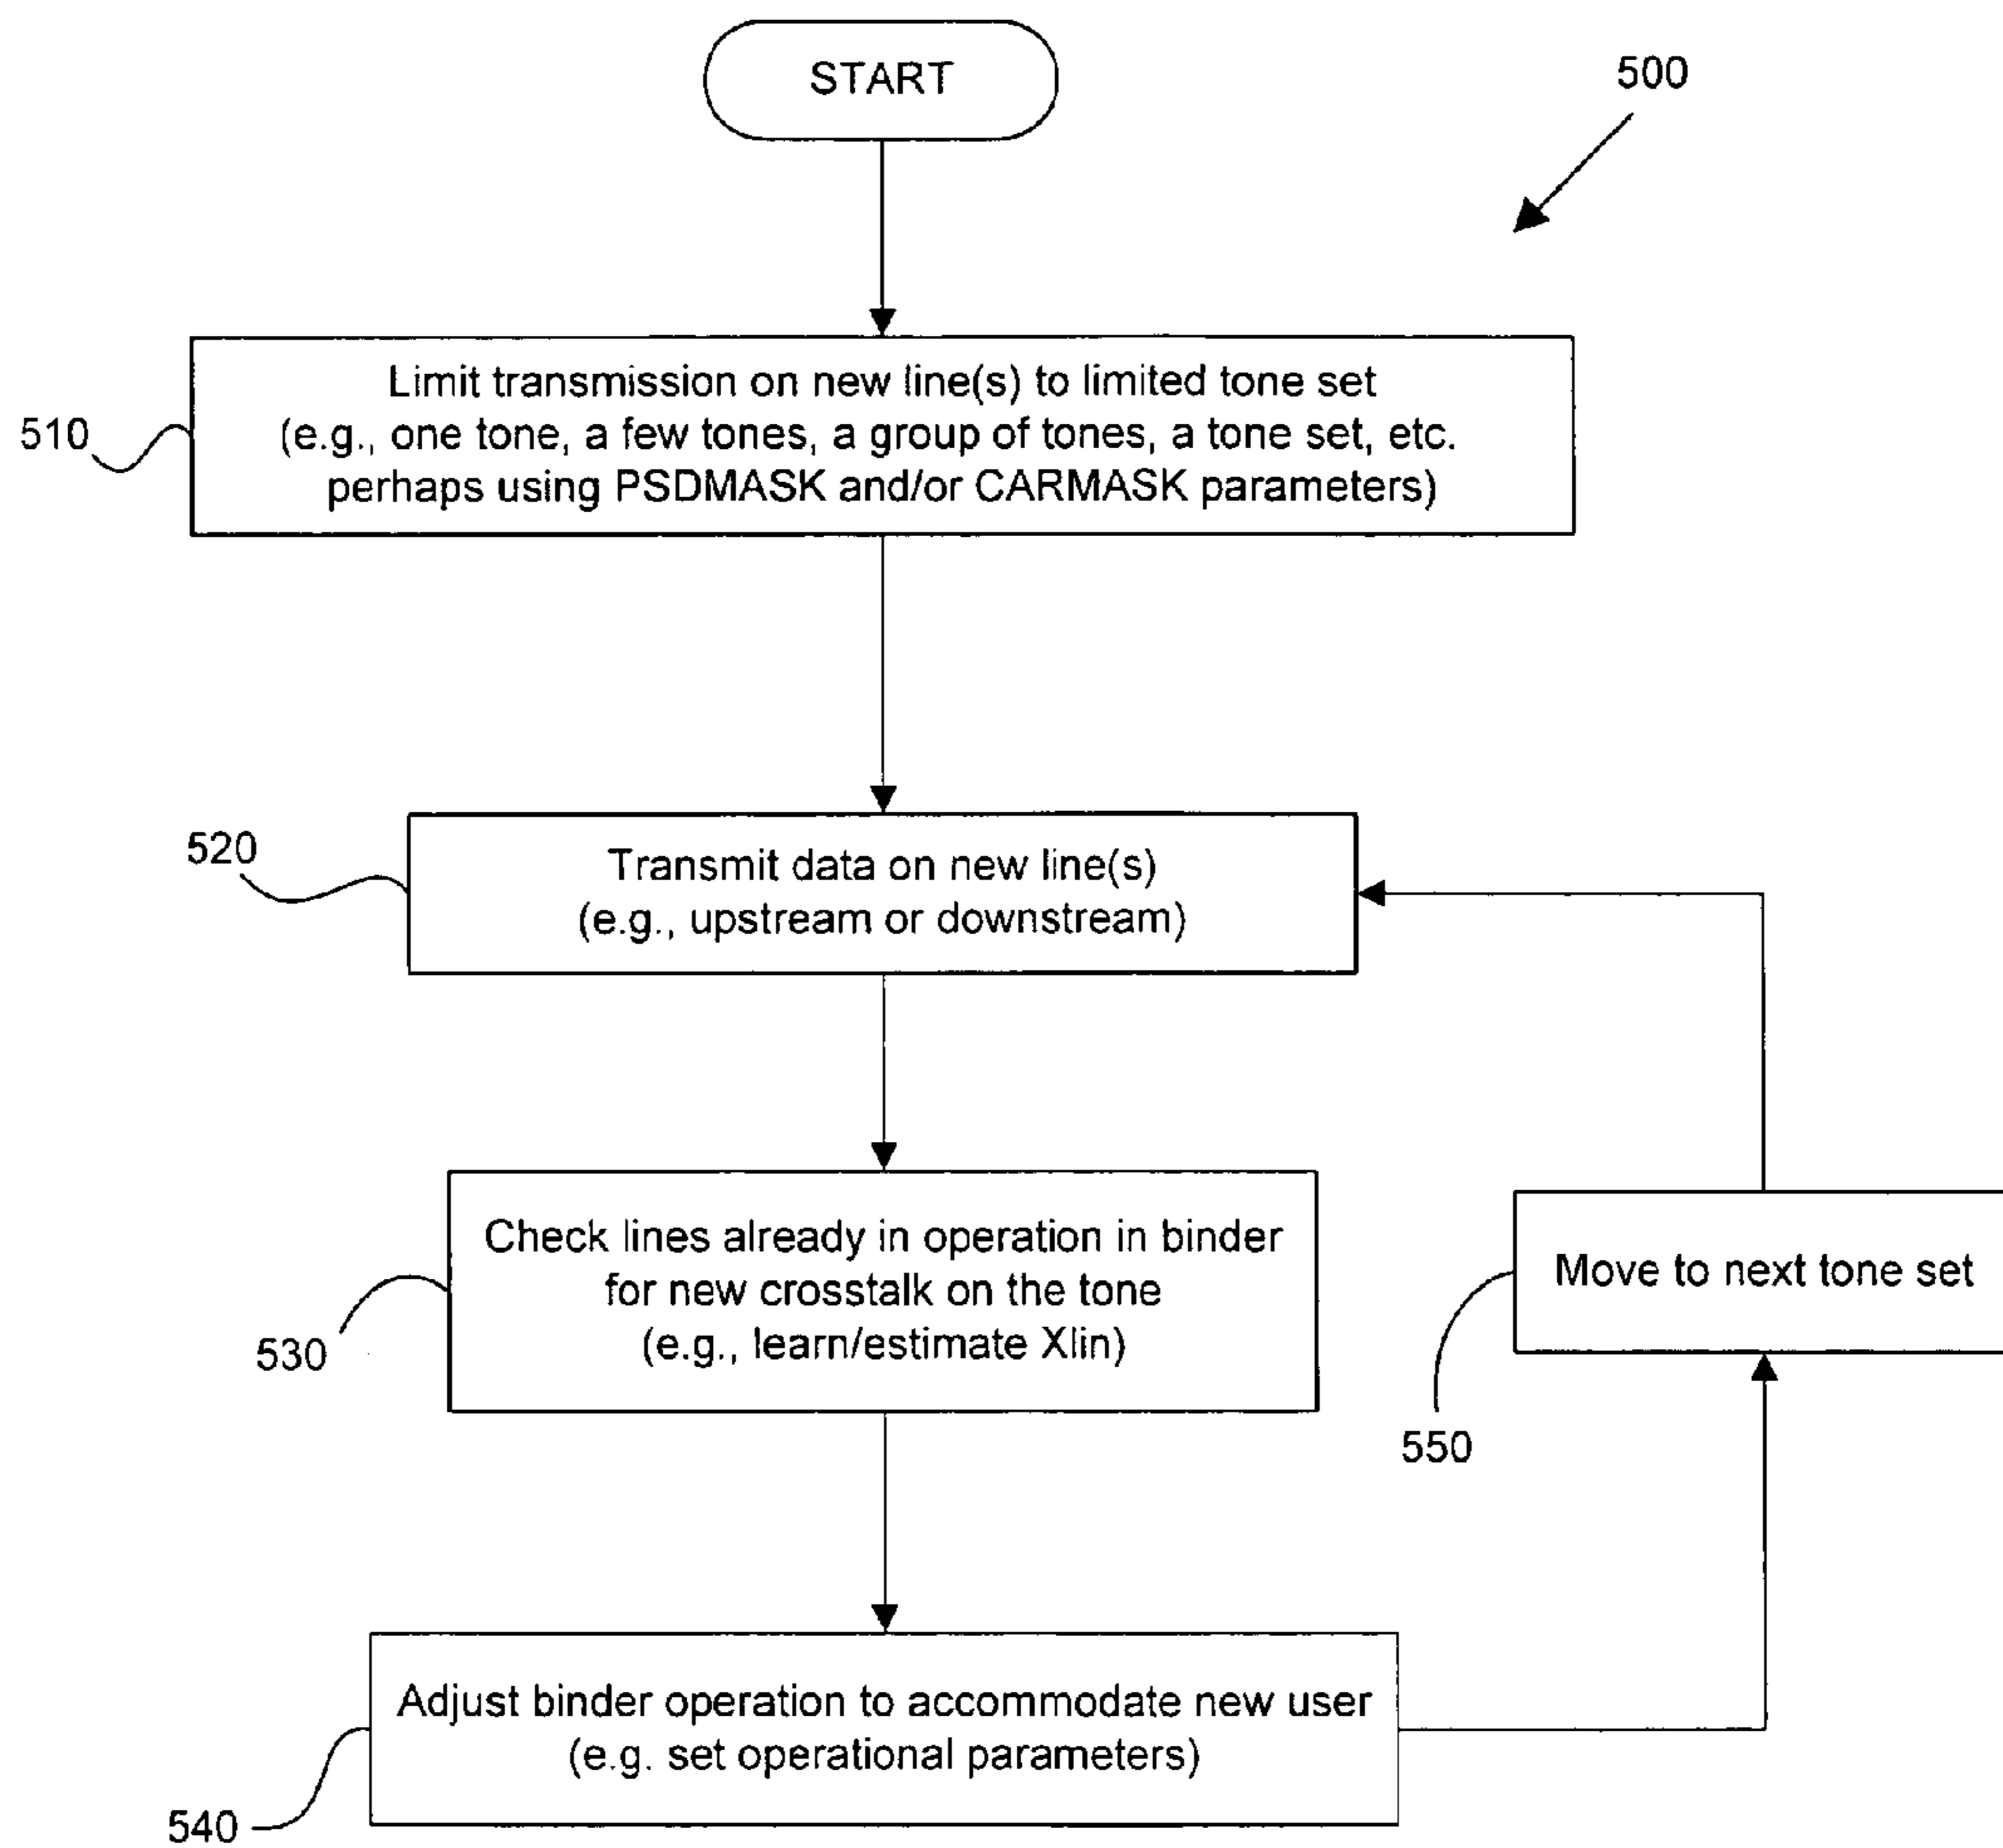 START
500
Limit transmission on new line(s) to limited tone set
(e.g., one tone, a few tones, a group of tones, a tone set, etc.
perhaps using PSDMASK and/or CARMASK parameters)
510
520
Transmit data on new line(s)
(e.g., upstream or downstream)
Check lines already in operation in binder
for new crosstalk on the tone
(e.g., learn/estimate Xlin)
530
Move to next tone set
550
Adjust binder operation to accommodate new user
(e.g. set operational parameters)
540